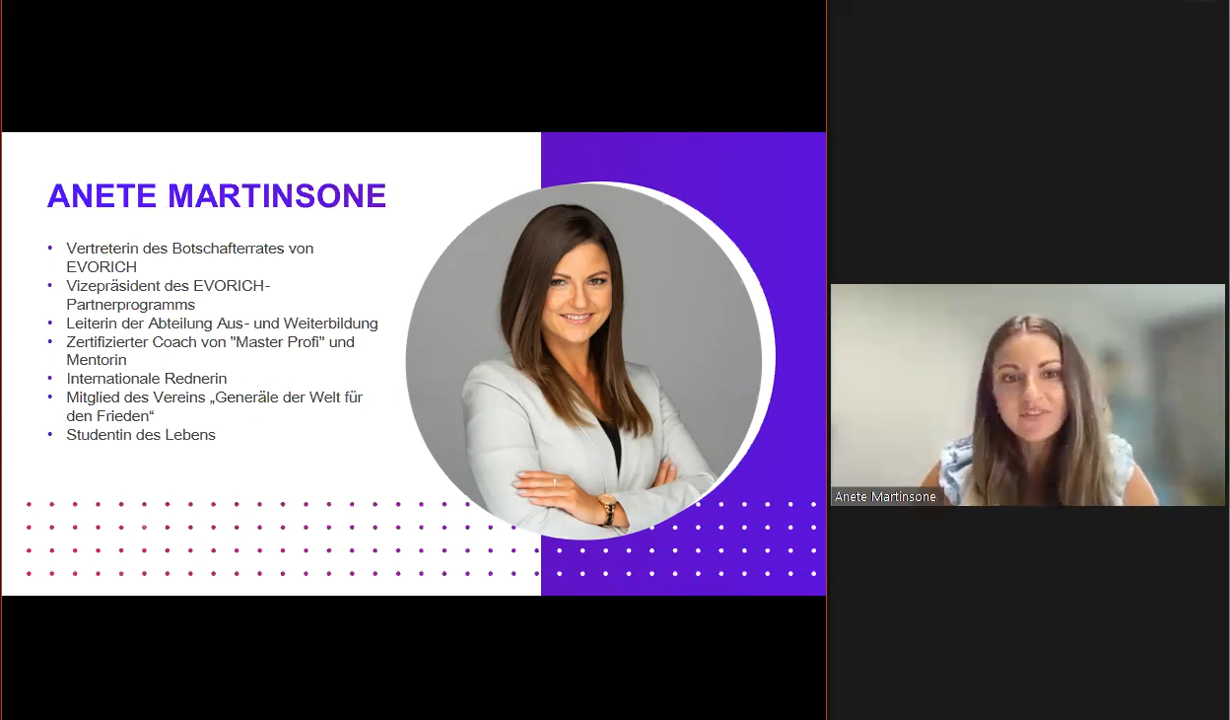 ANETE MARTINSONE
• Vertreterin des Botschafterrates von
EVORICH
• Vizepräsident des EVORICH-
Partnerprogramms
• Leiterin der Abteilung Aus- und Weiterbildung
• Zertifizierter Coach von "Master Profi" und
Mentorin
• Internationale Rednerin
• Mitglied des Vereins „Generäle der Welt für
den Frieden“
• Studentin des Lebens
Anete Martinsone